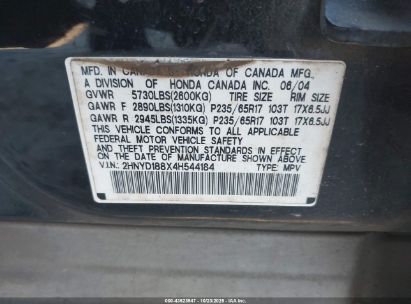 MFD. IN CANADA BY HONDA OF CANADA MFG.,
A DIVISION OF HONDA CANADA INC. 06/04
GVWR 5730LBS(2600KG) TIRE SIZE RIM SIZE
GAWR F 2890LBS(1310KG) P235/65R17 103T 17X6.5JJ
GAWR R 2945LBS(1335KG) P235/65R17 103T 17X6.5JJ
THIS VEHICLE CONFORMS TO ALL APPLICABLE
FEDERAL MOTOR VEHICLE SAFETY
AND THEFT PREVENTION STANDARDS IN EFFECT ON
THE DATE OF MANUFACTURE SHOWN ABOVE.
V.I.N.: 2HNYD188X4H544184 TYPE: MPV